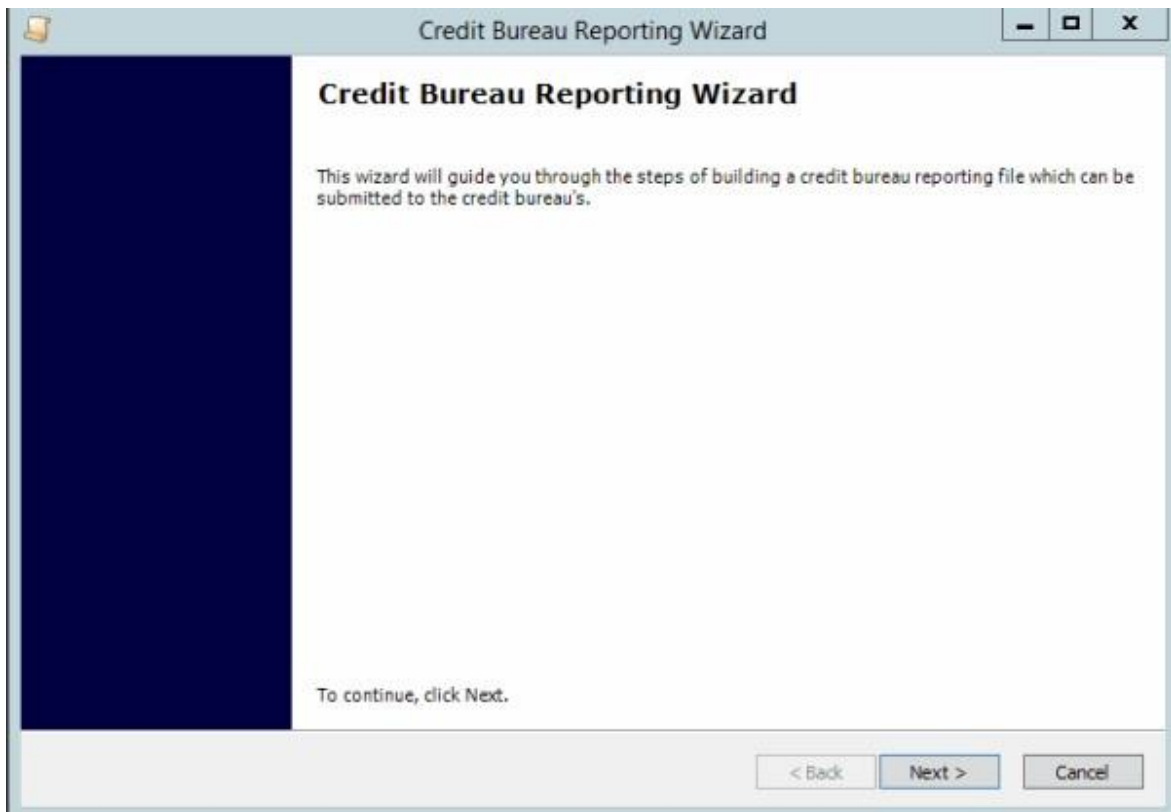 Credit Bureau Reporting Wizard
Credit Bureau Reporting Wizard
This wizard will guide you through the steps of building a credit bureau reporting file which can be
submitted to the credit bureau's.
To continue, click Next.
< Back Next > Cancel